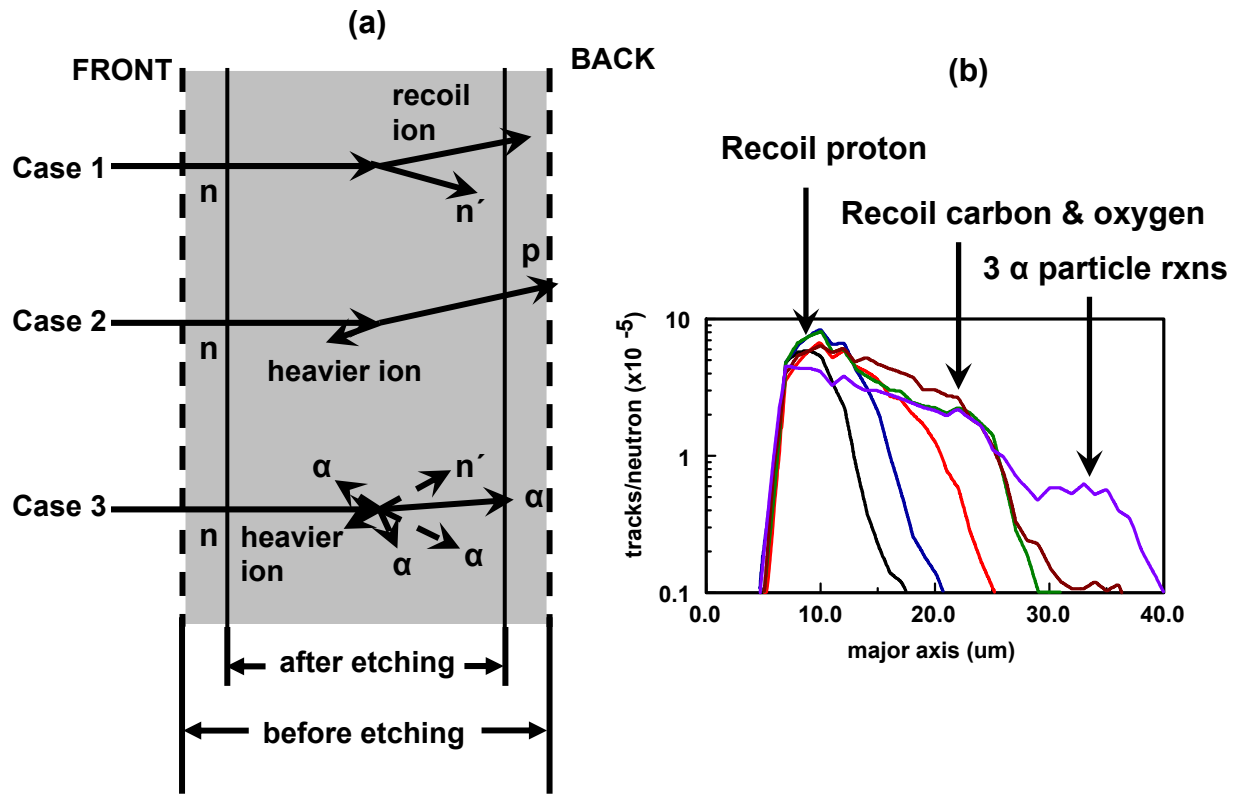 (a)
FRONT
BACK
recoil
ion
Case 1
n
n´
p
Case 2
n
heavier ion
α
n´
Case 3
α
n
heavier
ion
α
α
after etching
before etching
(b)
Recoil proton
Recoil carbon & oxygen
3 α particle rxns
tracks/neutron (x10 -5)
10
1
0.1
0.0 10.0 20.0 30.0 40.0
major axis (um)